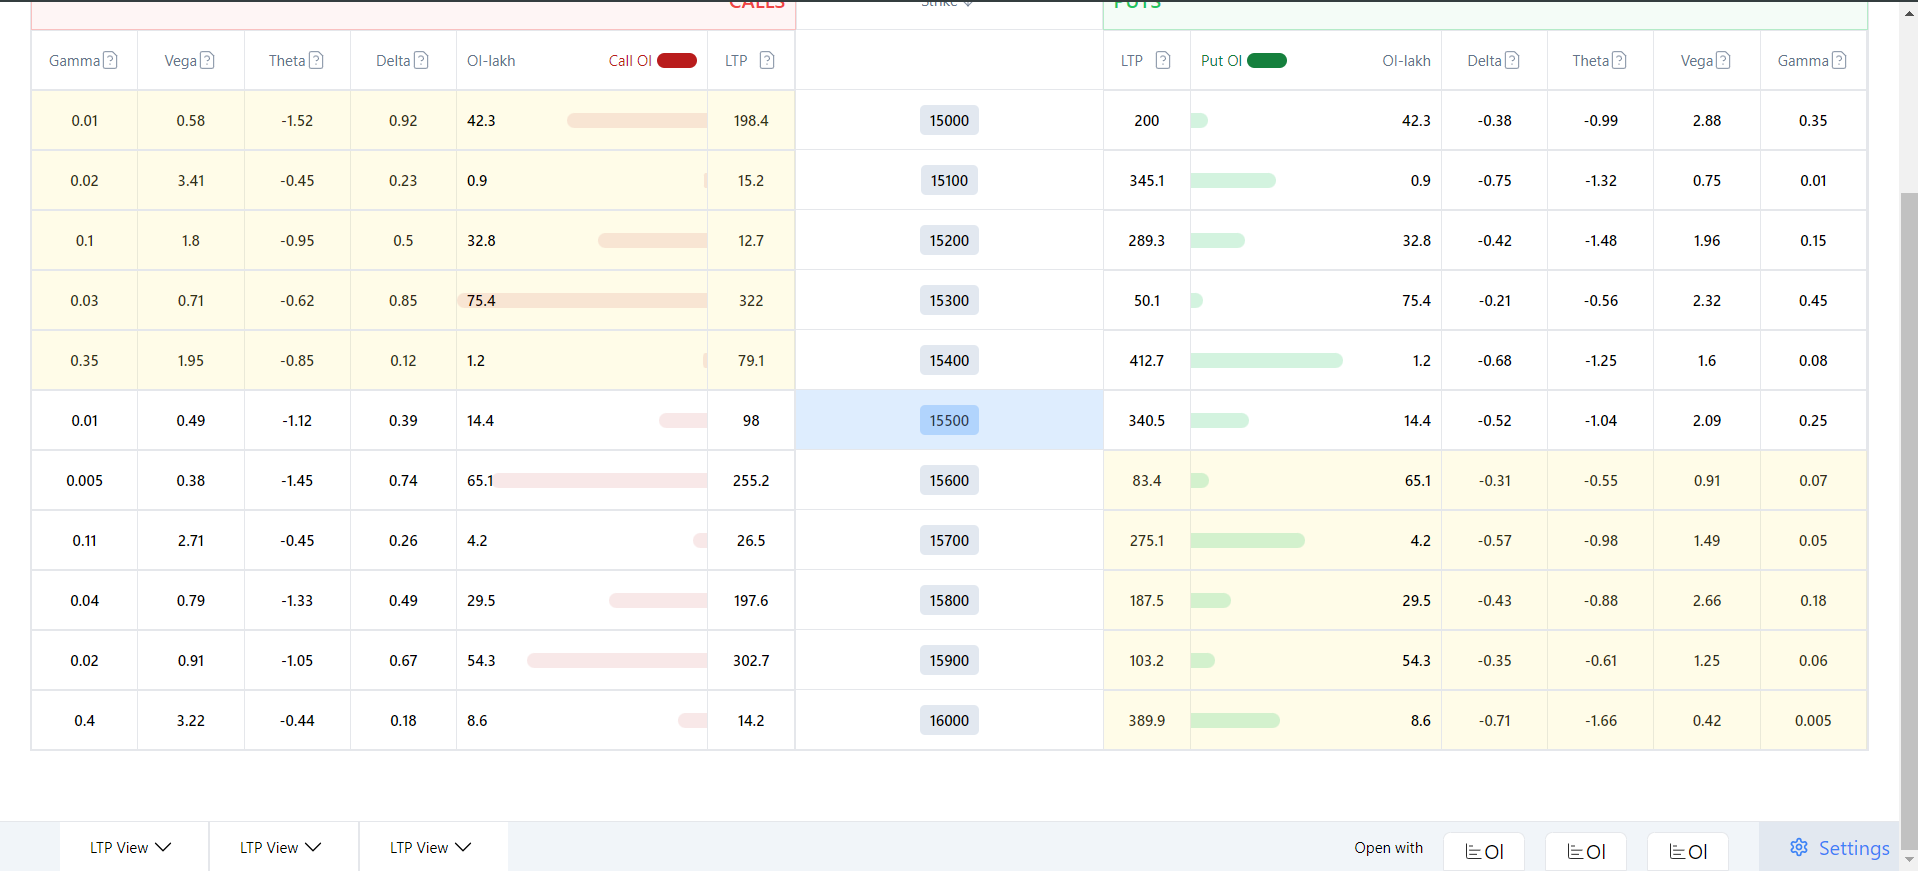 CALLS Strike PUTS
Gamma Vega Theta Delta OI-lakh Call OI LTP LTP Put OI OI-lakh Delta Theta Vega Gamma
0.01 0.58 -1.52 0.92 42.3 198.4 15000 200 42.3 -0.38 -0.99 2.88 0.35
0.02 3.41 -0.45 0.23 0.9 15.2 15100 345.1 0.9 -0.75 -1.32 0.75 0.01
0.1 1.8 -0.95 0.5 32.8 12.7 15200 289.3 32.8 -0.42 -1.48 1.96 0.15
0.03 0.71 -0.62 0.85 75.4 322 15300 50.1 75.4 -0.21 -0.56 2.32 0.45
0.35 1.95 -0.85 0.12 1.2 79.1 15400 412.7 1.2 -0.68 -1.25 1.6 0.08
0.01 0.49 -1.12 0.39 14.4 98 15500 340.5 14.4 -0.52 -1.04 2.09 0.25
0.005 0.38 -1.45 0.74 65.1 255.2 15600 83.4 65.1 -0.31 -0.55 0.91 0.07
0.11 2.71 -0.45 0.26 4.2 26.5 15700 275.1 4.2 -0.57 -0.98 1.49 0.05
0.04 0.79 -1.33 0.49 29.5 197.6 15800 187.5 29.5 -0.43 -0.88 2.66 0.18
0.02 0.91 -1.05 0.67 54.3 302.7 15900 103.2 54.3 -0.35 -0.61 1.25 0.06
0.4 3.22 -0.44 0.18 8.6 14.2 16000 389.9 8.6 -0.71 -1.66 0.42 0.005
LTP View LTP View LTP View Open with OI OI OI Settings